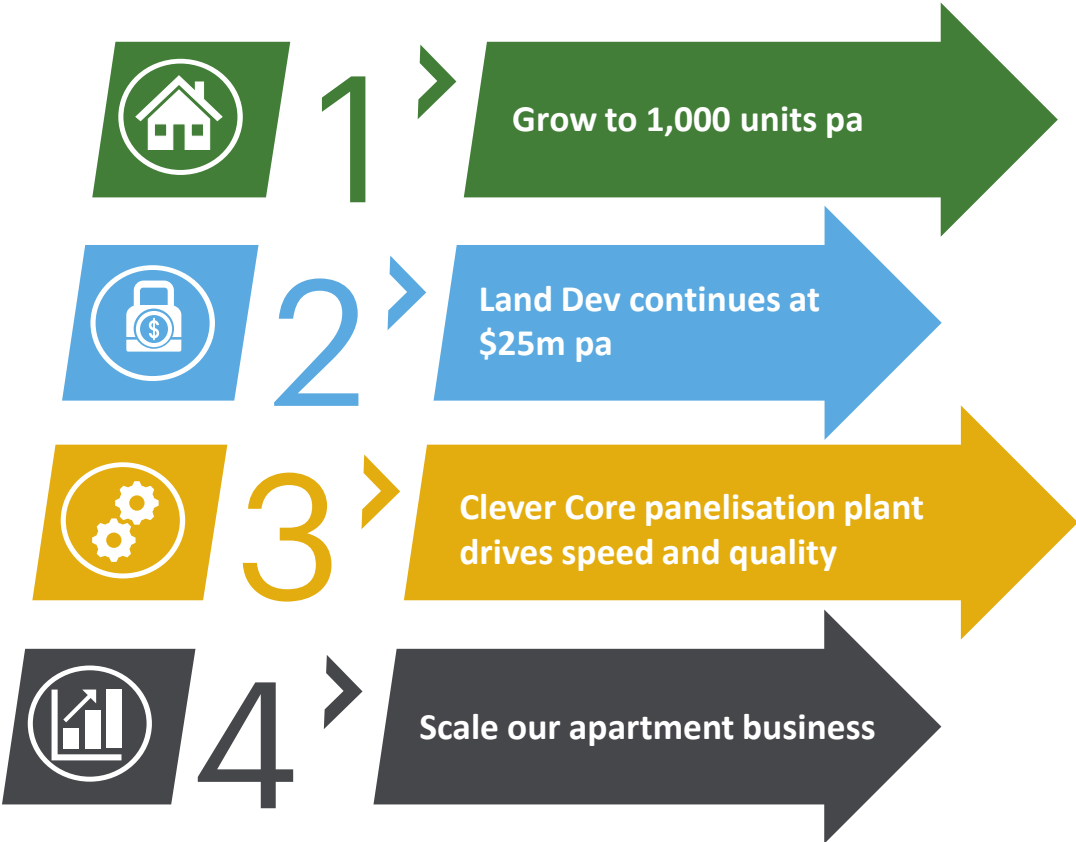 1
Grow to 1,000 units pa
2
Land Dev continues at
$25m pa
$
3
Clever Core panelisation plant
drives speed and quality
4
Scale our apartment business